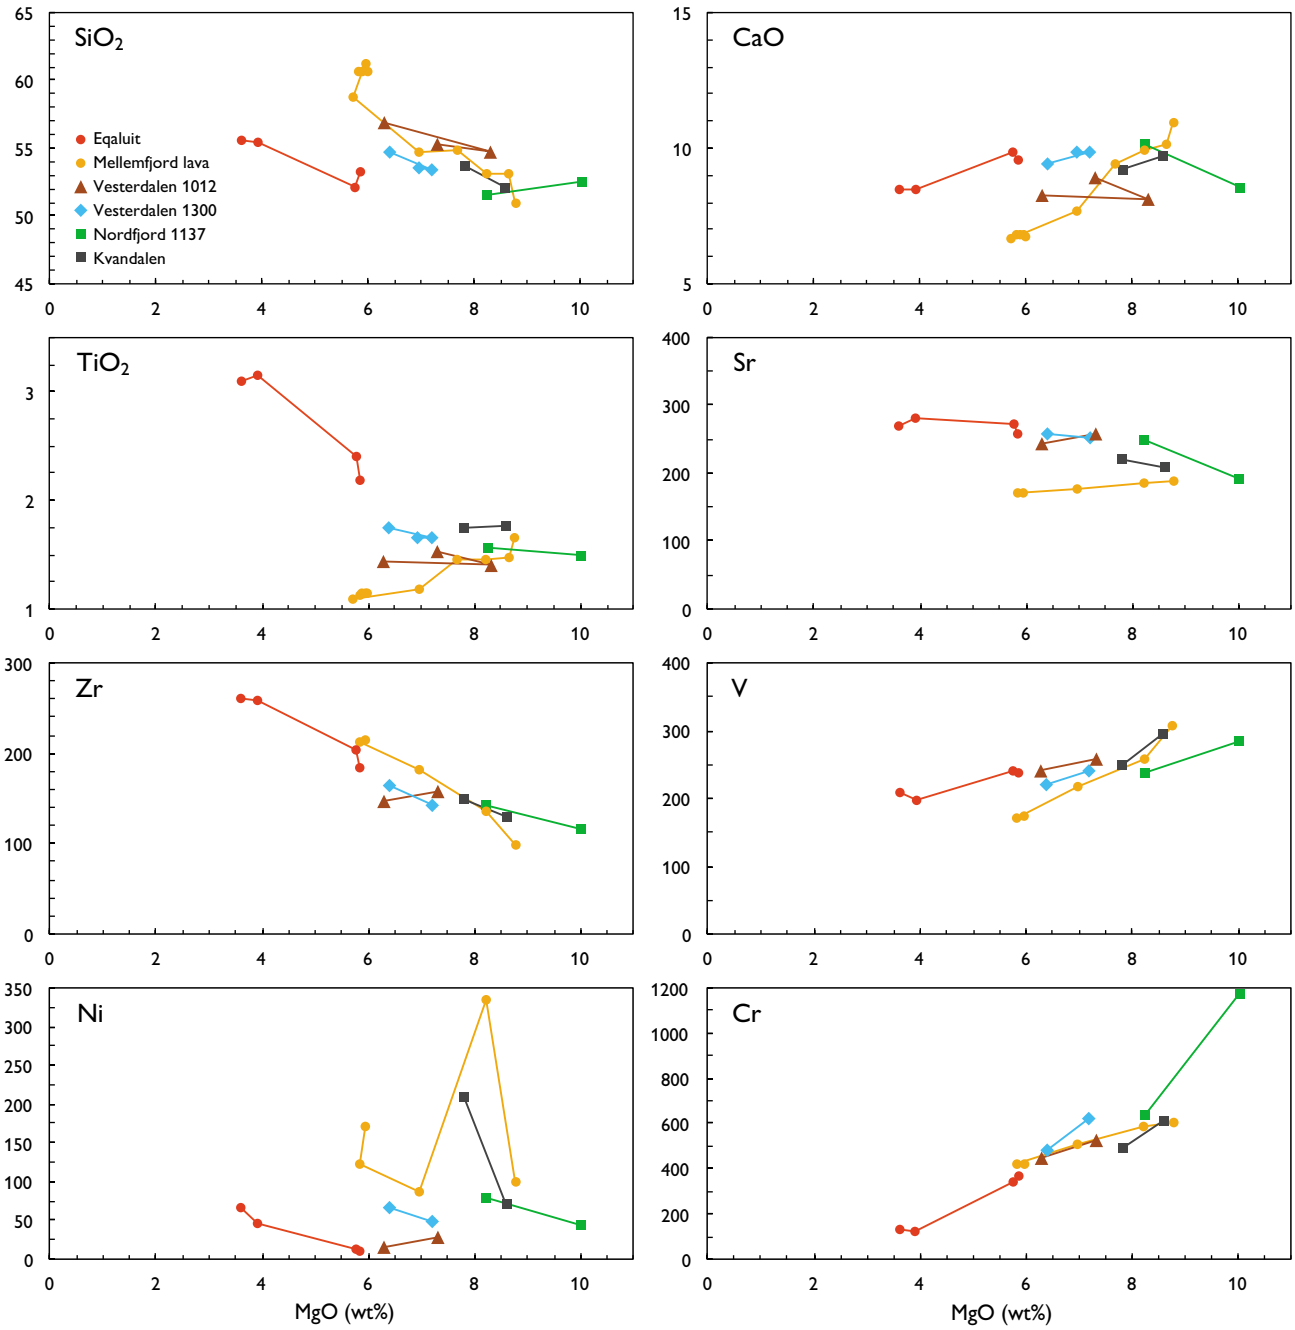 65
60
55
50
45
SiO₂
Eqaluit
Mellemfjord lava
Vesterdalen 1012
Vesterdalen 1300
Nordfjord 1137
Kvandalen
0 2 4 6 8 10
15
10
5
CaO
0 2 4 6 8 10
3
2
1
TiO₂
0 2 4 6 8 10
400
300
200
100
0
Sr
0 2 4 6 8 10
300
200
100
0
Zr
0 2 4 6 8 10
400
300
200
100
0
V
0 2 4 6 8 10
350
300
250
200
150
100
50
0
Ni
0 2 4 6 8 10
MgO (wt%)
1200
1000
800
600
400
200
0
Cr
0 2 4 6 8 10
MgO (wt%)